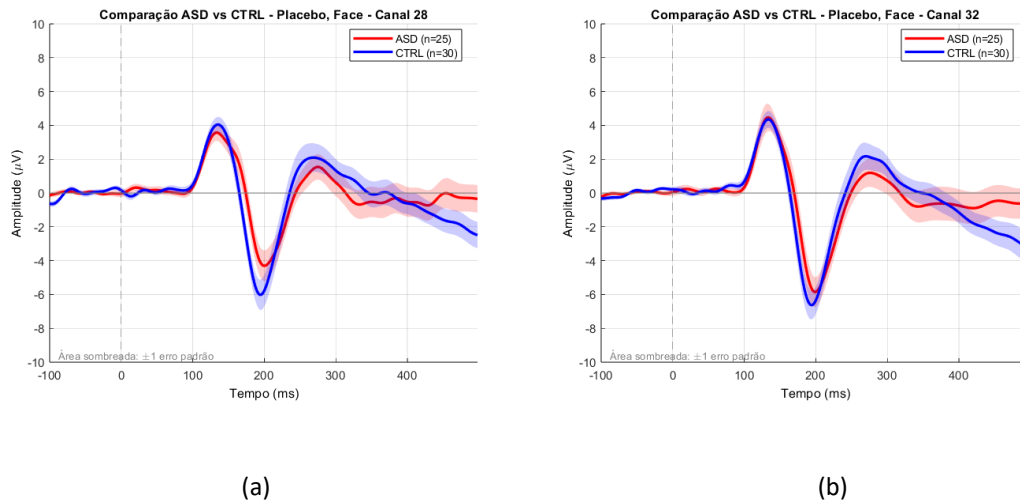 Comparação ASD vs CTRL - Placebo, Face - Canal 28
10
8
6
4
2
0
-2
-4
-6
-8
-10
Amplitude (μV)
ASD (n=25)
CTRL (n=30)
Área sombreada: ±1 erro padrão
-100 0 100 200 300 400
Tempo (ms)
(a)
Comparação ASD vs CTRL - Placebo, Face - Canal 32
10
8
6
4
2
0
-2
-4
-6
-8
-10
Amplitude (μV)
ASD (n=25)
CTRL (n=30)
Área sombreada: ±1 erro padrão
-100 0 100 200 300 400
Tempo (ms)
(b)